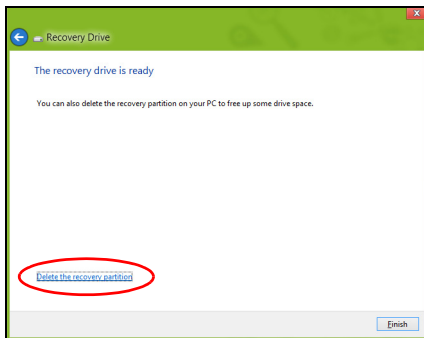 Recovery Drive
The recovery drive is ready
You can also delete the recovery partition on your PC to free up some drive space.
Delete the recovery partition
Finish